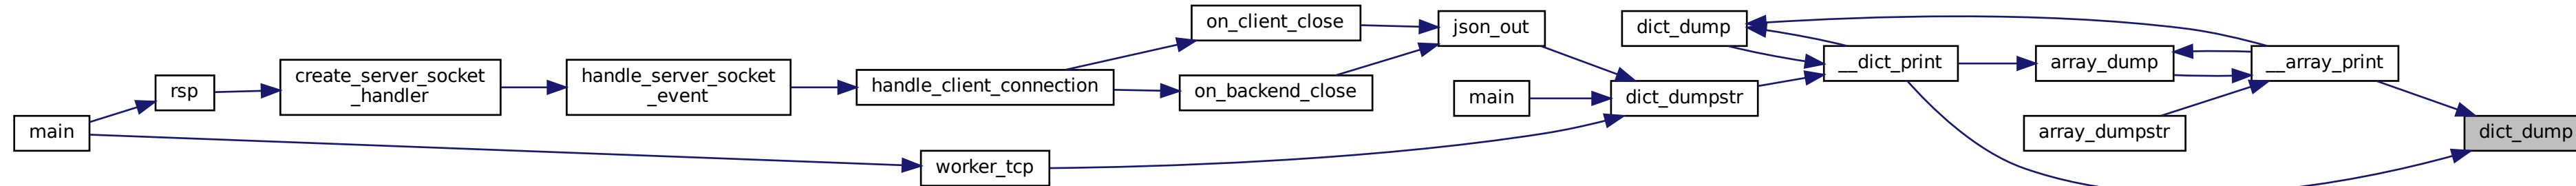 main
rsp
create_server_socket
_handler
handle_server_socket
_event
handle_client_connection
worker_tcp
on_client_close
on_backend_close
json_out
main
dict_dump
dict_dumpstr
__dict_print
array_dump
array_dumpstr
__array_print
dict_dump